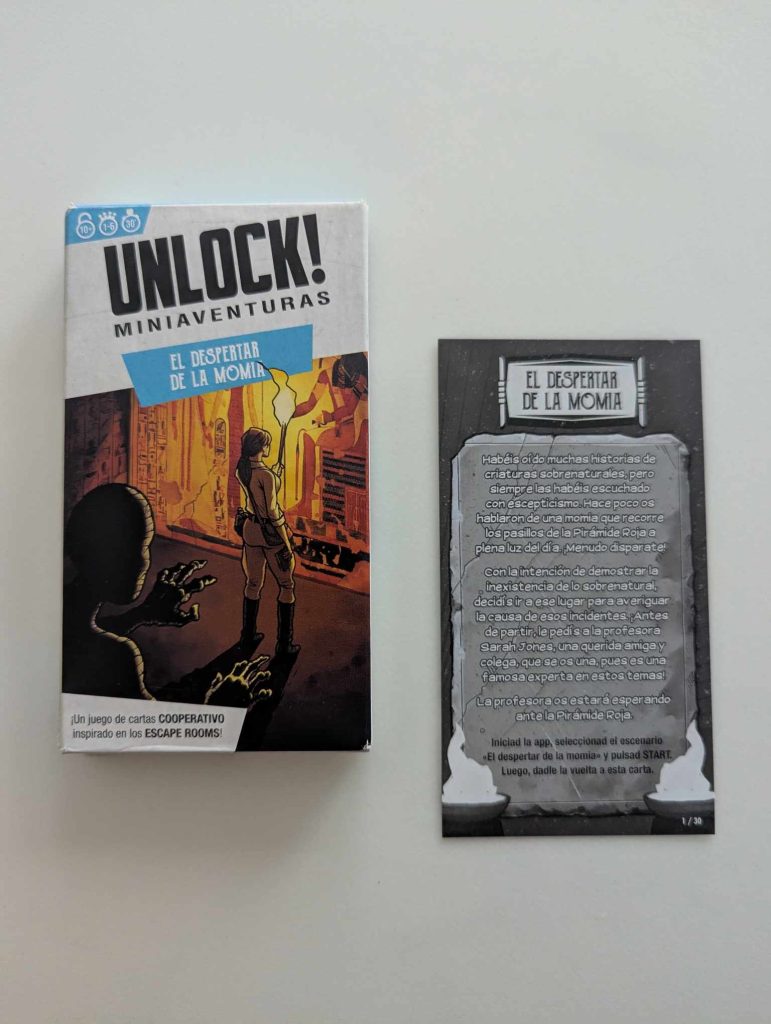 10+ 1-6 30'
UNLOCK!
MINIAVENTURAS
EL DESPERTAR
DE LA MOMIA
¡Un juego de cartas COOPERATIVO
inspirado en los ESCAPE ROOMS!
EL DESPERTAR
DE LA MOMIA
Habéis oído muchas historias de
criaturas sobrenaturales, pero
siempre las habéis escuchado
con escepticismo. Hace poco os
hablaron de una momia que recorre
los pasillos de la Pirámide Roja a
plena luz del día. ¡Menudo disparate!
Con la intención de demostrar la
inexistencia de lo sobrenatural,
decidís ir a ese lugar para averiguar
la causa de esos incidentes. ¡Antes
de partir, le pedís a la profesora
Sarah Jones, una querida amiga y
colega, que se os una, pues es una
famosa experta en estos temas!
La profesora os estará esperando
ante la Pirámide Roja.
Iniciad la app, seleccionad el escenario
«El despertar de la momia» y pulsad START.
Luego, dadle la vuelta a esta carta.
1 / 30